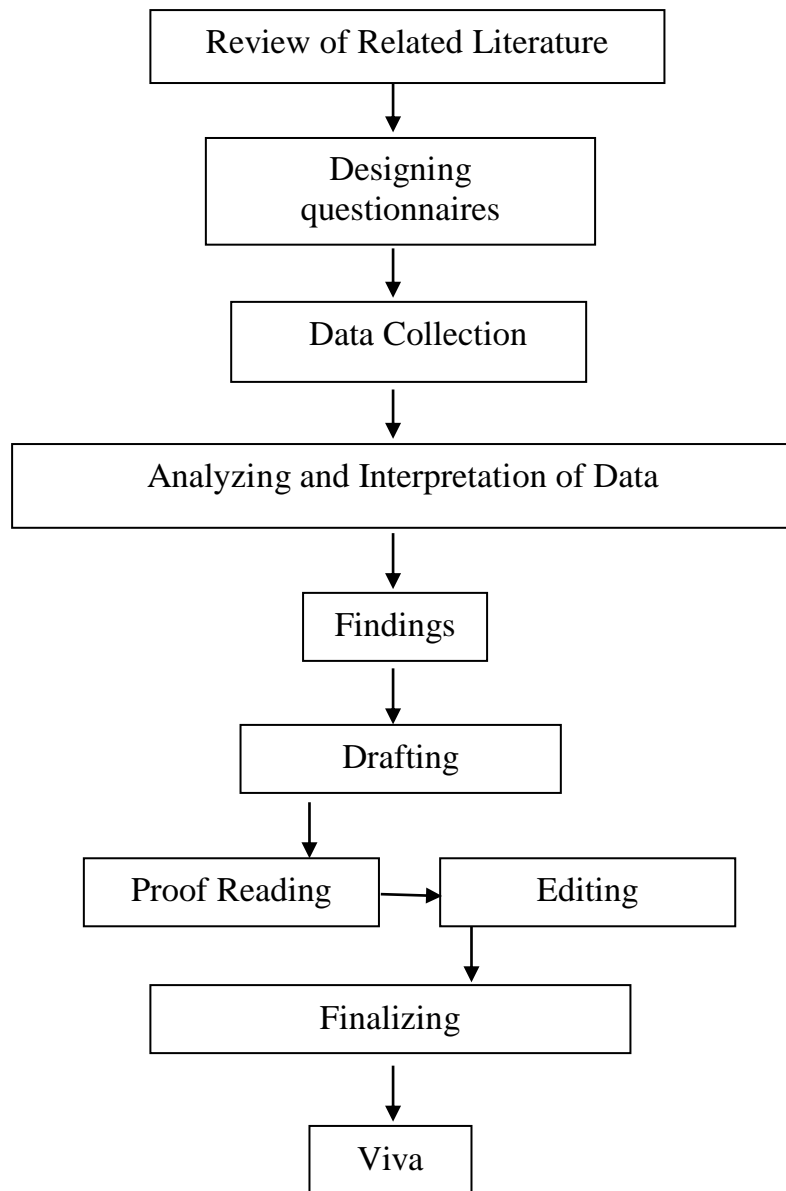 Review of Related Literature
Designing
questionnaires
Data Collection
Analyzing and Interpretation of Data
Findings
Drafting
Proof Reading
Editing
Finalizing
Viva